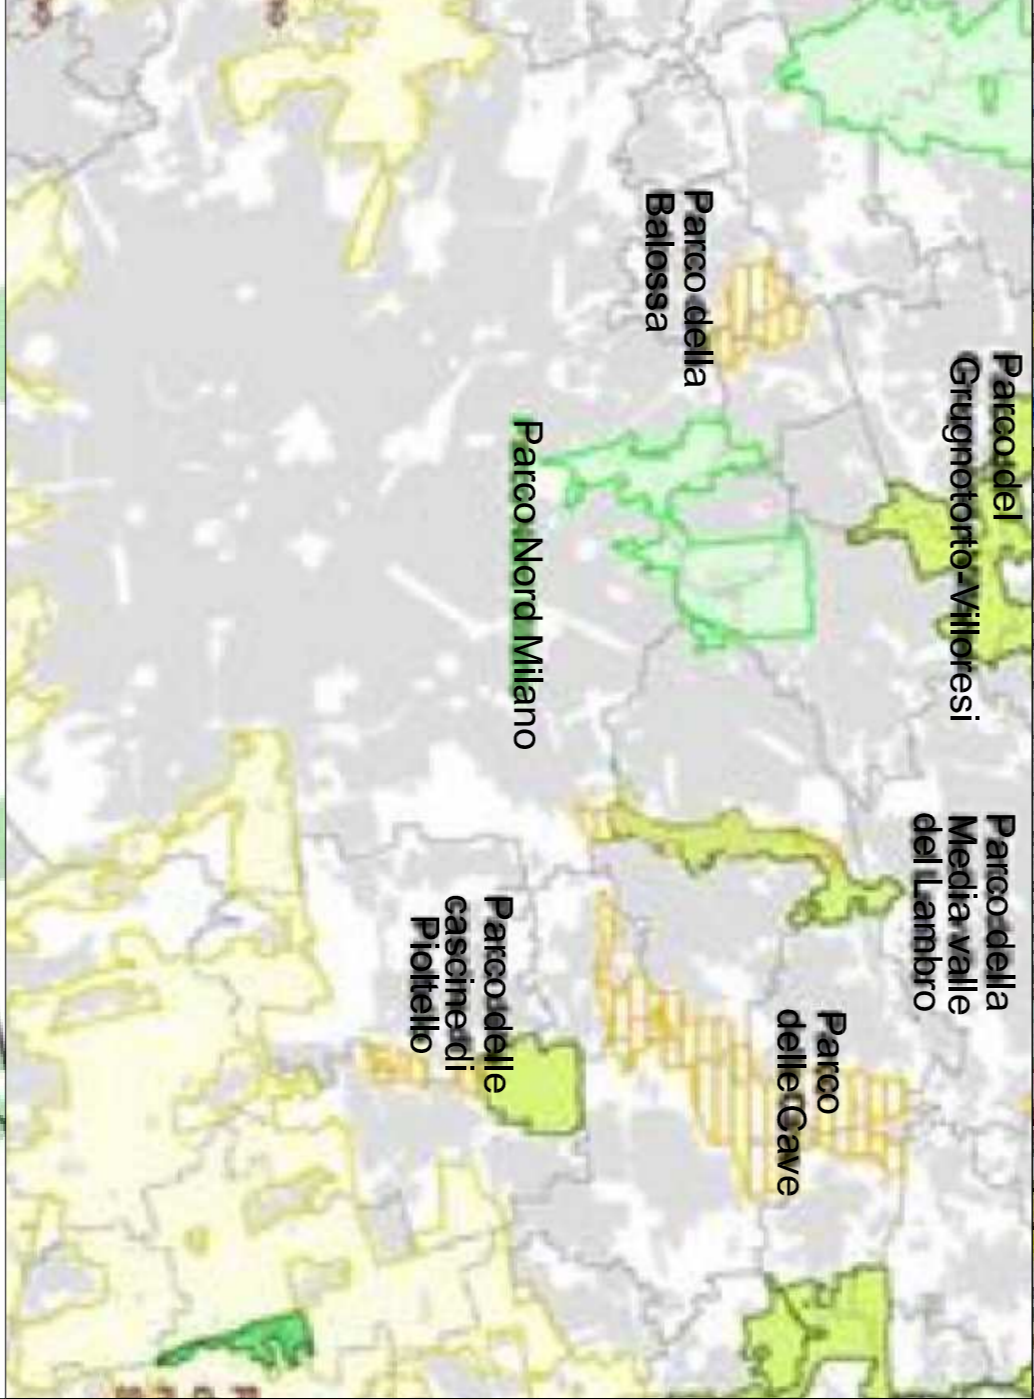 Parco del
Grugnotorto-Villoresi
Parco della
Balossa
Parco Nord Milano
Parco della
Media valle
del Lambro
Parco
delle Cave
Parco delle
cascine di
Pioltello